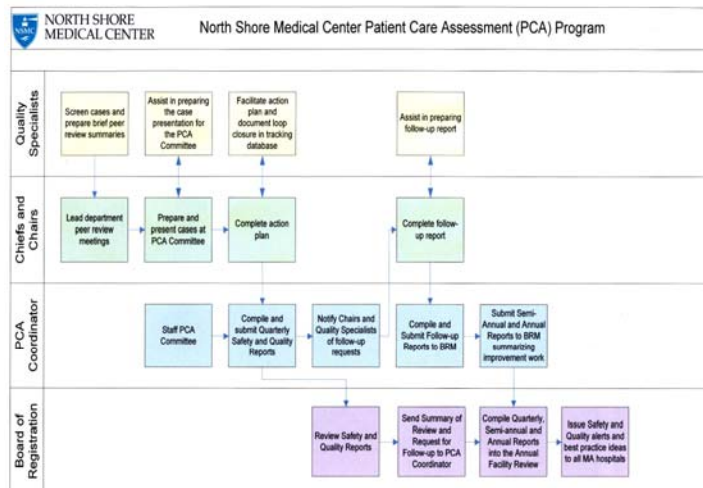 NORTH SHORE
MEDICAL CENTER
NSMC
North Shore Medical Center Patient Care Assessment (PCA) Program
Quality
Specialists
Screen cases and
prepare brief peer
review summaries
Assist in preparing
the case
presentation for
the PCA
Committee
Facilitate action
plan and
document loop
closure in tracking
database
Assist in preparing
follow-up report
Chiefs and
Chairs
Lead department
peer review
meetings
Prepare and
present cases at
PCA Committee
Complete action
plan
Complete follow-
up report
PCA
Coordinator
Staff PCA
Committee
Compile and
submit Quarterly
Safety and Quality
Reports
Notify Chairs and
Quality Specialists
of follow-up
requests
Compile and
Submit Follow-up
Reports to BRM
Submit Semi-
Annual and Annual
Reports to BRM
summarizing
improvement work
Board of
Registration
Review Safety and
Quality Reports
Send Summary of
Review and
Request for
Follow-up to PCA
Coordinator
Compile Quarterly,
Semi-annual and
Annual Reports
into the Annual
Facility Review
Issue Safety and
Quality alerts and
best practice ideas
to all MA hospitals